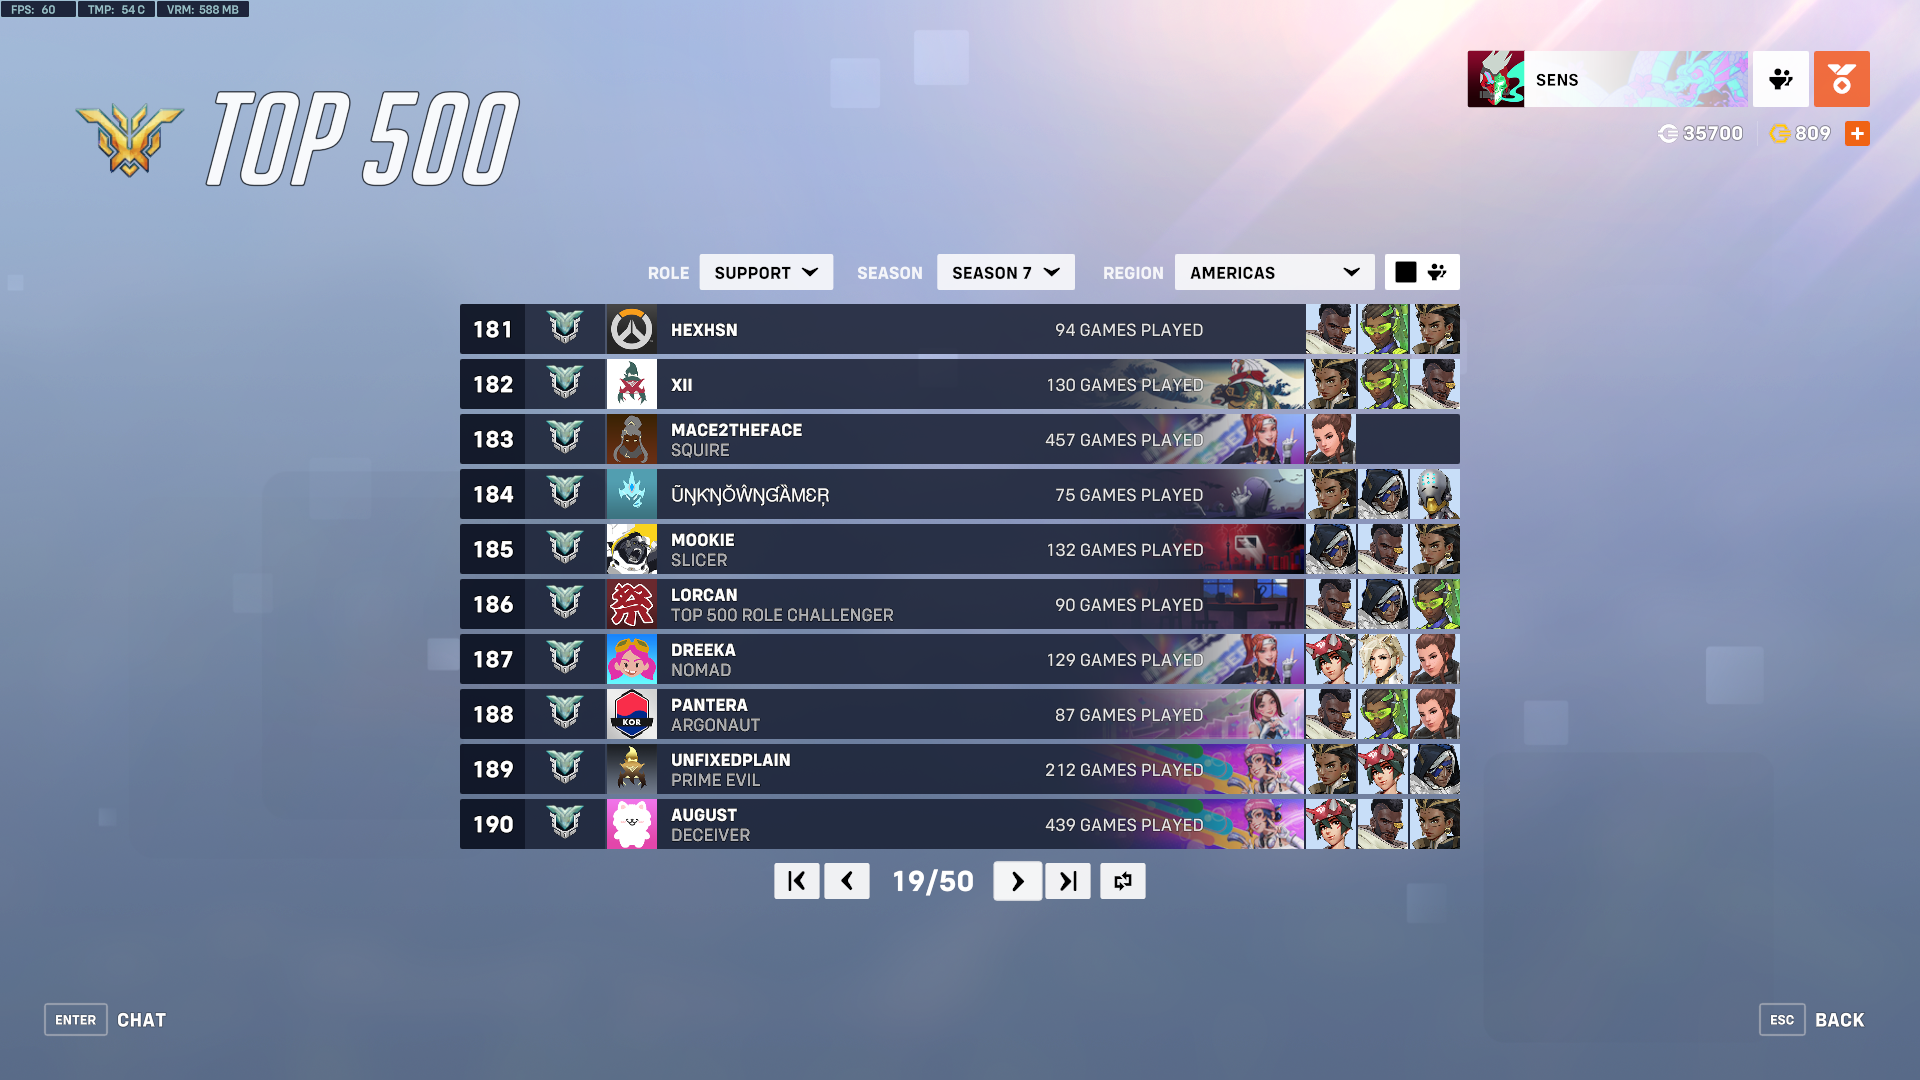 FPS: 60 TMP: 54 C VRM: 588 MB
TOP 500
SENS
35700 809
ROLE SUPPORT SEASON SEASON 7 REGION AMERICAS
181 HEXHSN 94 GAMES PLAYED
182 XII 130 GAMES PLAYED
183 MACE2THEFACE 457 GAMES PLAYED
SQUIRE
184 ŨŅҜŊŎŴŊƓÃMƐŖ 75 GAMES PLAYED
185 MOOKIE 132 GAMES PLAYED
SLICER
186 祭 LORCAN 90 GAMES PLAYED
TOP 500 ROLE CHALLENGER
187 DREEKA 129 GAMES PLAYED
NOMAD
188 KOR PANTERA 87 GAMES PLAYED
ARGONAUT
189 UNFIXEDPLAIN 212 GAMES PLAYED
PRIME EVIL
190 AUGUST 439 GAMES PLAYED
DECEIVER
19/50
ENTER CHAT
ESC BACK